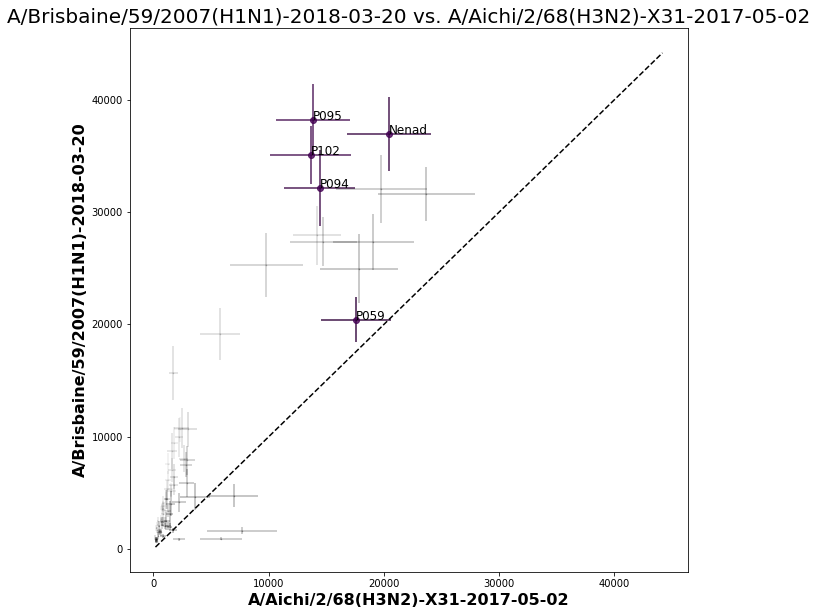 A/Brisbaine/59/2007(H1N1)-2018-03-20 vs. A/Aichi/2/68(H3N2)-X31-2017-05-02
A/Brisbaine/59/2007(H1N1)-2018-03-20
40000
30000
20000
10000
0
P095
Nenad
P102
P094
P059
0
10000
20000
30000
40000
A/Aichi/2/68(H3N2)-X31-2017-05-02